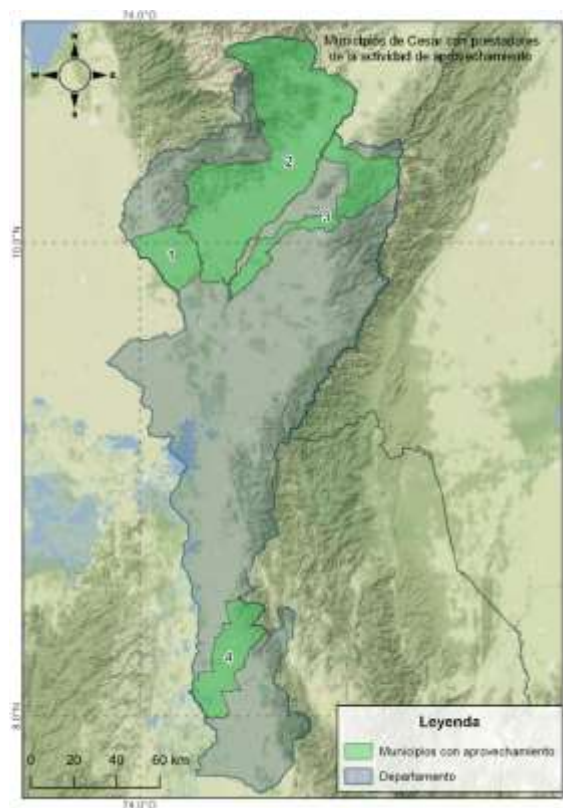 74.0°O
Municipios de Cesar con prestadores
de la actividad de aprovechamiento
N
O
E
S
2
3
10.0°N
1
4
8.0°N
Leyenda
Municipios con aprovechamiento
Departamento
0 20 40 60 km
74.0°O